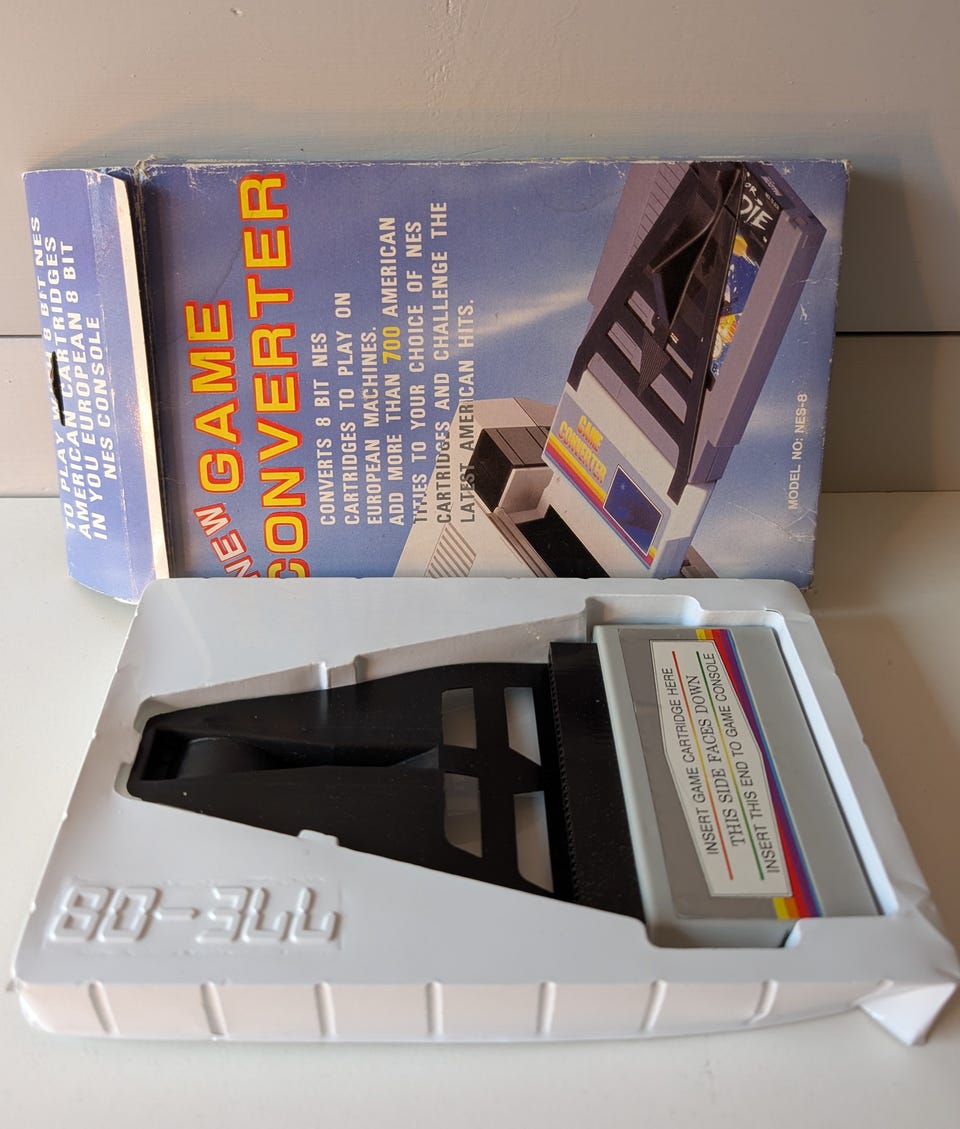 TO PLAY 8 BIT NES
AMERICAN CARTRIDGES
IN YOU EUROPEAN 8 BIT
NES CONSOLE
NEW GAME
CONVERTER
CONVERTS 8 BIT NES
CARTRIDGES TO PLAY ON
EUROPEAN MACHINES.
ADD MORE THAN 700 AMERICAN
TITLES TO YOUR CHOICE OF NES
CARTRIDGES AND CHALLENGE THE
LATEST AMERICAN HITS.
OR
DIE
GAME
CONVERTER
MODEL NO: NES-8
INSERT GAME CARTRIDGE HERE
THIS SIDE FACES DOWN
INSERT THIS END TO GAME CONSOLE